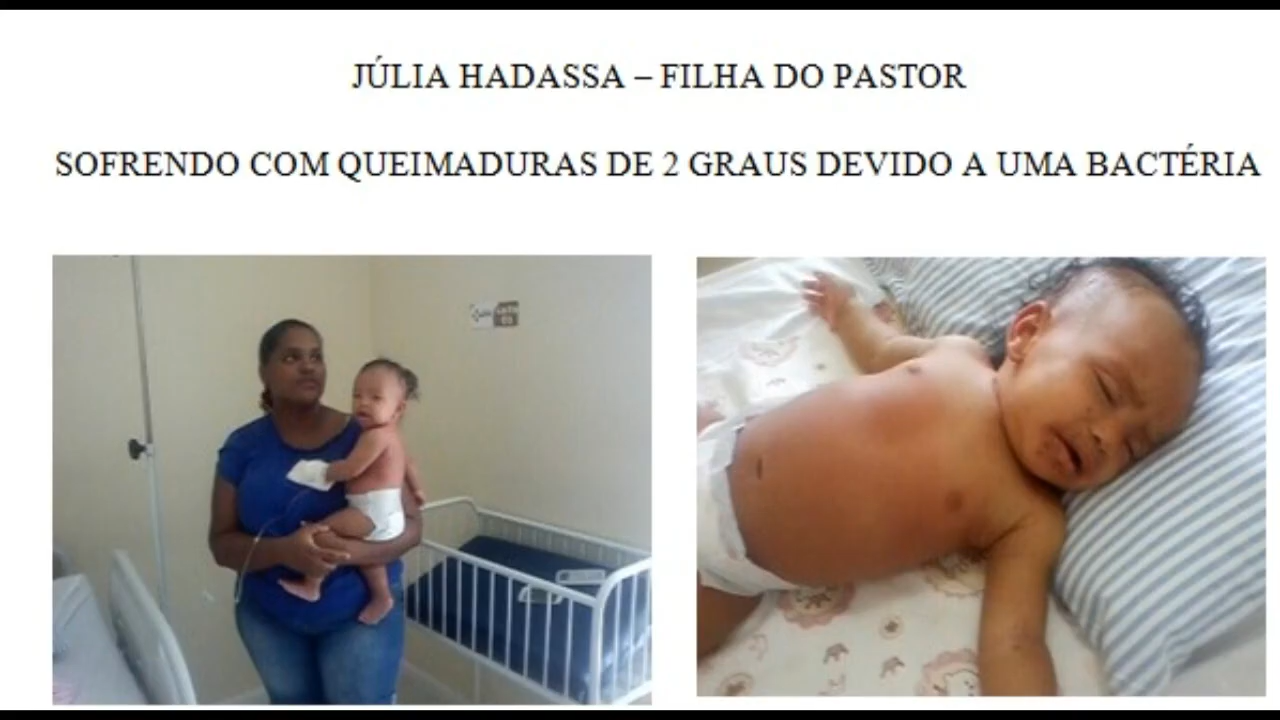 JÚLIA HADASSA – FILHA DO PASTOR
SOFRENDO COM QUEIMADURAS DE 2 GRAUS DEVIDO A UMA BACTÉRIA